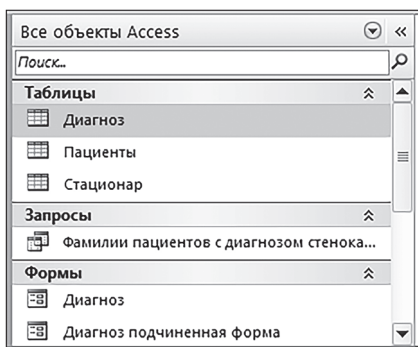 Все объекты Access
Поиск...
Таблицы
Диагноз
Пациенты
Стационар
Запросы
Фамилии пациентов с диагнозом стенока...
Формы
Диагноз
Диагноз подчиненная форма